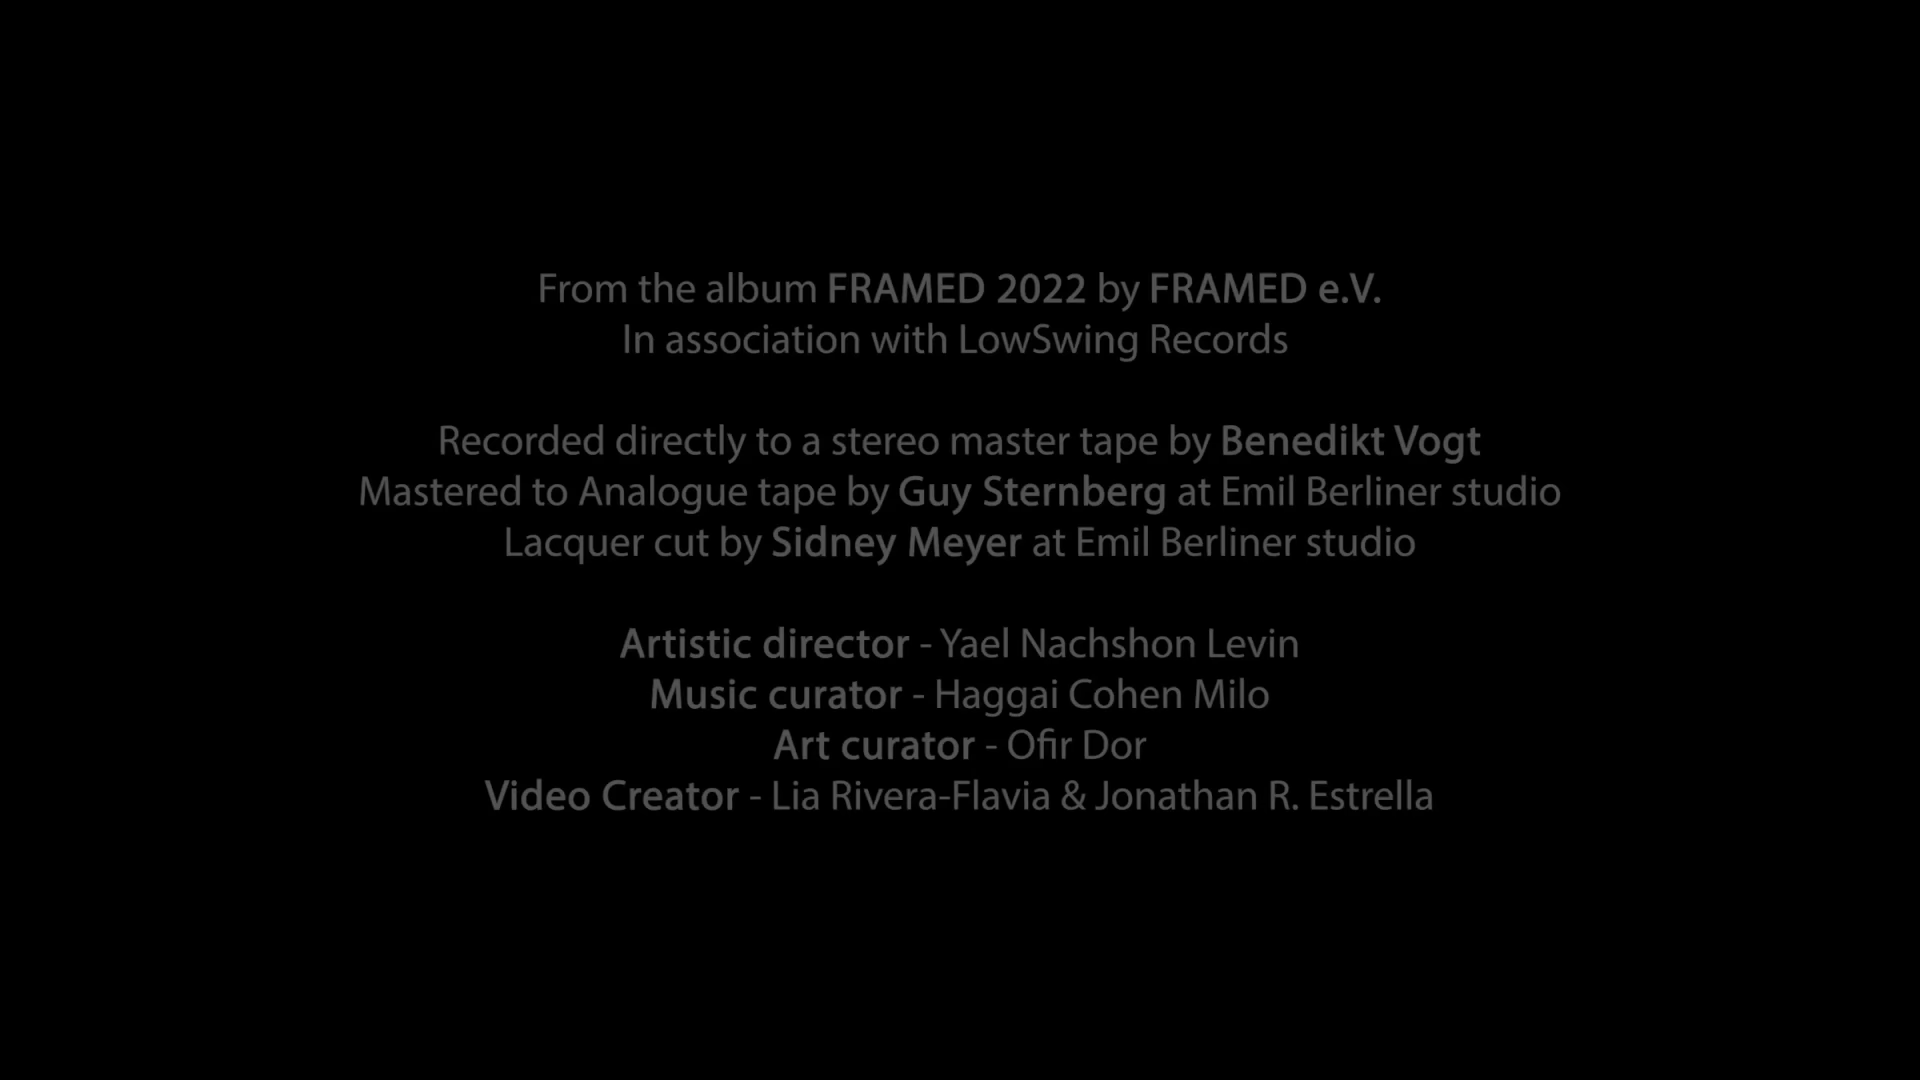 From the album FRAMED 2022 by FRAMED e.V.
In association with LowSwing Records
Recorded directly to a stereo master tape by Benedikt Vogt
Mastered to Analogue tape by Guy Sternberg at Emil Berliner studio
Lacquer cut by Sidney Meyer at Emil Berliner studio
Artistic director - Yael Nachshon Levin
Music curator - Haggai Cohen Milo
Art curator - Ofir Dor
Video Creator - Lia Rivera-Flavia & Jonathan R. Estrella